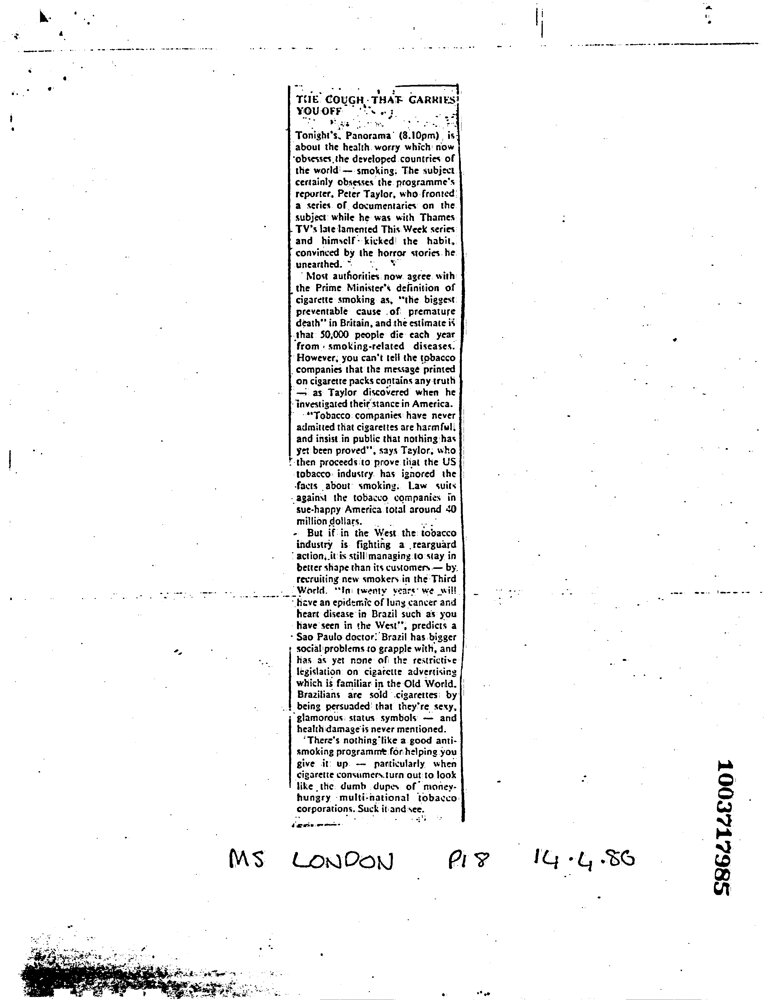 THE COUGH THAT CARRIES
YOU OFF
Tonight's, Panorama (8.10pm) is
about the health worry which now
obsesses the developed countries of
the world — smoking. The subject
certainly obsesses the programme's
reporter, Peter Taylor, who fronted
a series of documentaries on the
subject while he was with Thames
TV's late lamented This Week series
and himself kicked the habit,
convinced by the horror stories he
unearthed.
Most authorities now agree with
the Prime Minister's definition of
cigarette smoking as, "the biggest
preventable cause of premature
death" in Britain, and the estimate is
that 50,000 people die each year
from smoking-related diseases.
However, you can't tell the tobacco
companies that the message printed
on cigarette packs contains any truth
— as Taylor discovered when he
investigated their stance in America.
"Tobacco companies have never
admitted that cigarettes are harmful,
and insist in public that nothing has
yet been proved", says Taylor, who
then proceeds to prove that the US
tobacco industry has ignored the
facts about smoking. Law suits
against the tobacco companies in
sue-happy America total around 40
million dollars.
But if in the West the tobacco
industry is fighting a rearguard
action, it is still managing to stay in
better shape than its customers — by
recruiting new smokers in the Third
World. "In twenty years we will
have an epidemic of lung cancer and
heart disease in Brazil such as you
have seen in the West", predicts a
Sao Paulo doctor. Brazil has bigger
social problems to grapple with, and
has as yet none of the restrictive
legislation on cigarette advertising
which is familiar in the Old World.
Brazilians are sold cigarettes by
being persuaded that they're sexy,
glamorous status symbols — and
health damage is never mentioned.
There's nothing like a good anti-
smoking programme for helping you
give it up — particularly when
cigarette consumers turn out to look
like the dumb dupes of money-
hungry multi-national tobacco
corporations. Suck it and see.
MS LONDON P18 14.4.86
1003717985